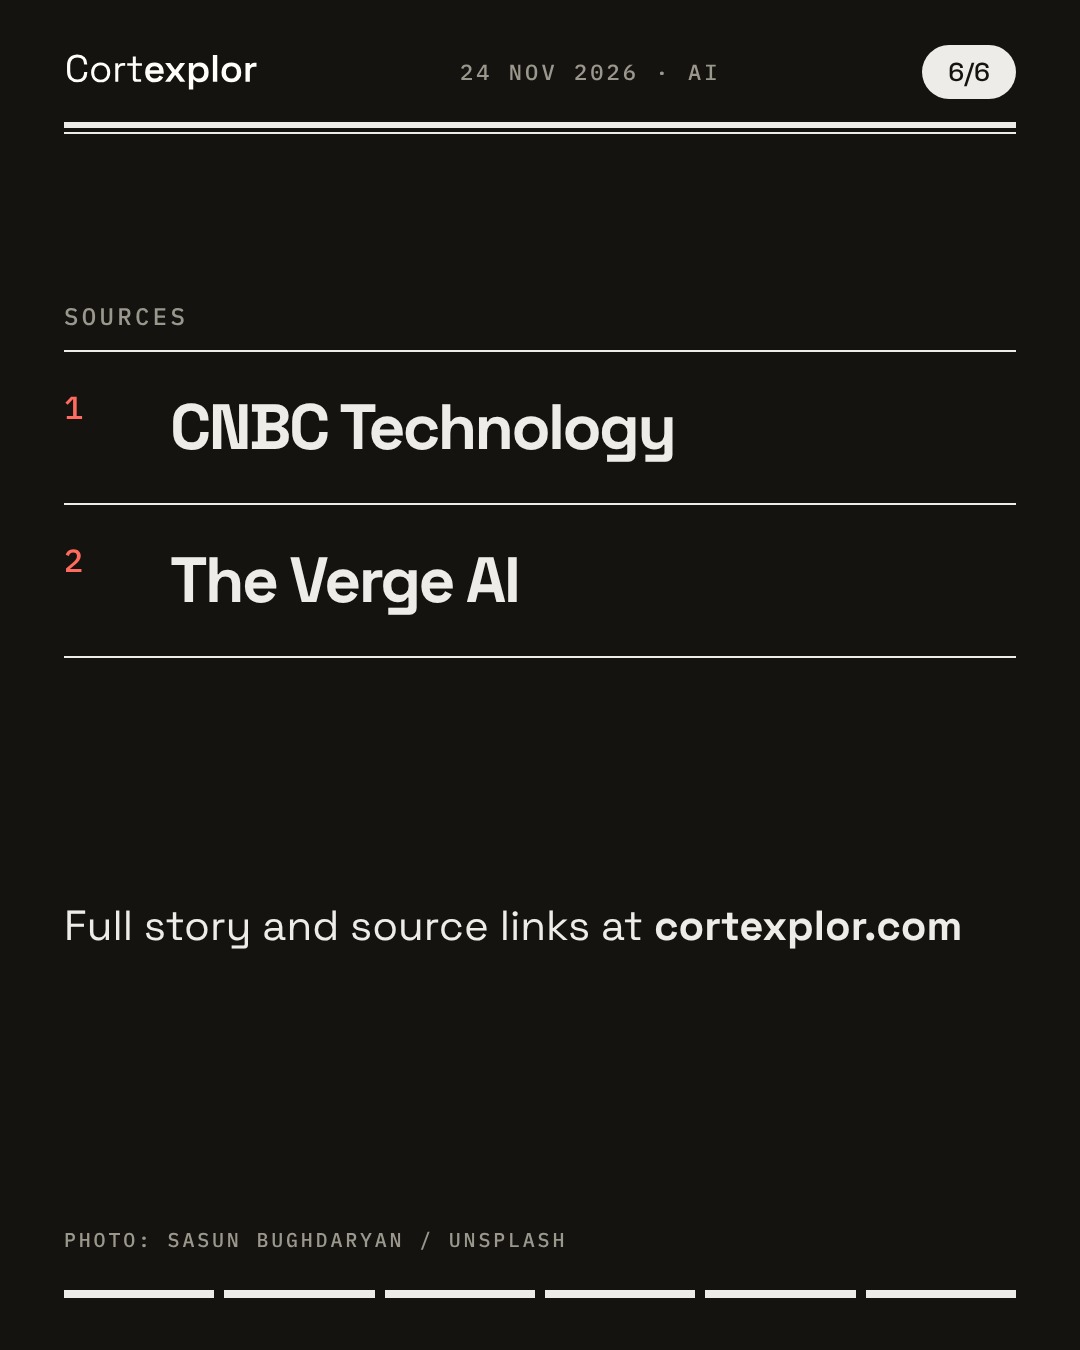 Cortexplor
24 NOV 2026 · AI
6/6
SOURCES
1
CNBC Technology
2
The Verge AI
Full story and source links at cortexplor.com
PHOTO: SASUN BUGHDARYAN / UNSPLASH